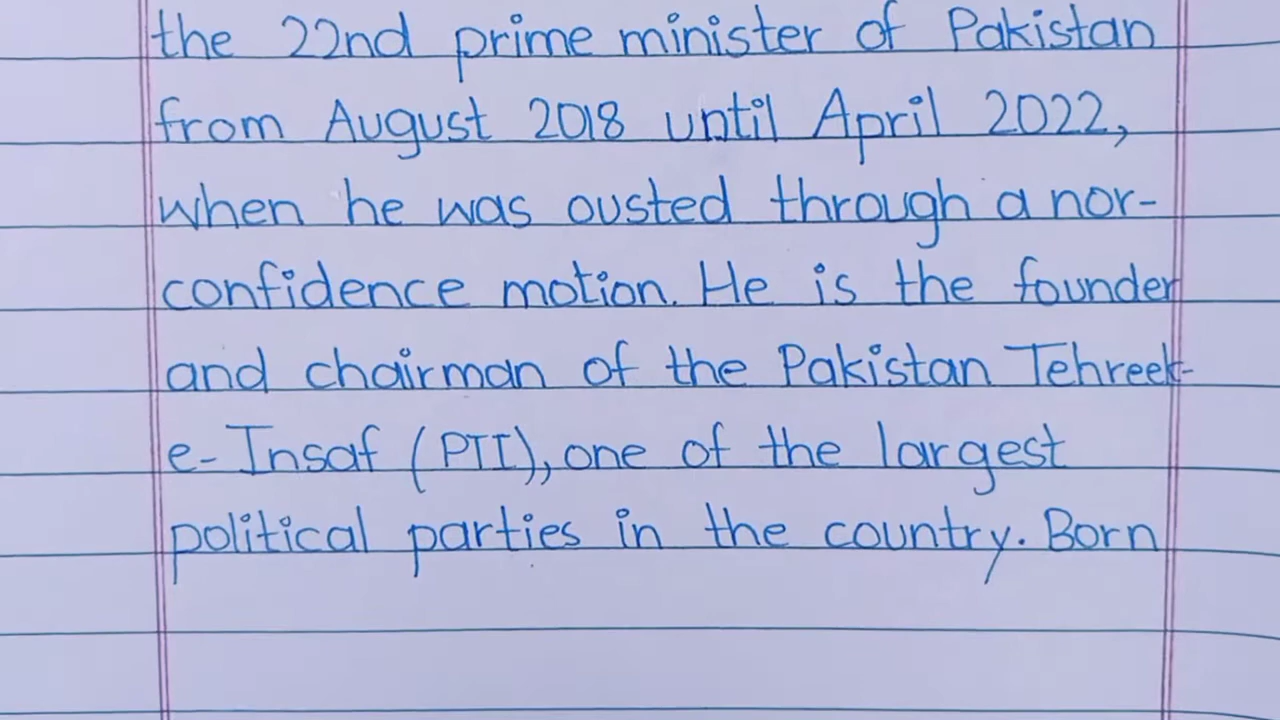 the 22nd prime minister of Pakistan
from August 2018 until April 2022,
when he was ousted through a nor-
confidence motion. He is the founder
and chairman of the Pakistan Tehreek-
e-Insaf (PTI), one of the largest
political parties in the country. Born